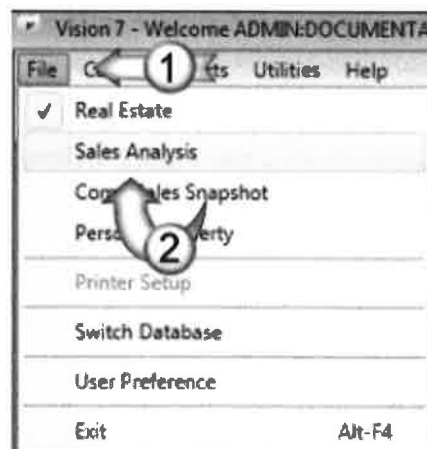 Vision 7 - Welcome ADMIN:DOCUMENTA
File 1 Utilities Help
✓ Real Estate
Sales Analysis
Sales Snapshot
2
Printer Setup
Switch Database
User Preference
Exit Alt-F4